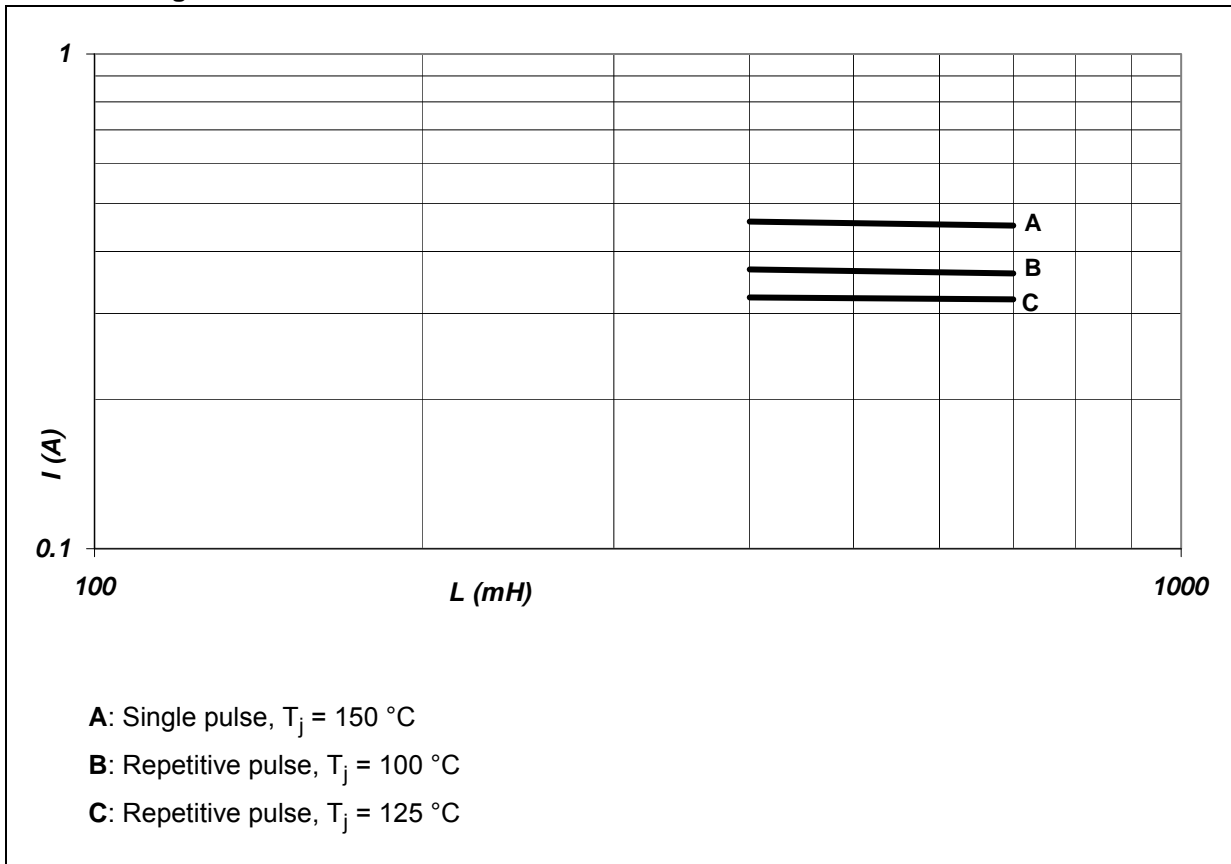 1
A
B
C
I (A)
0.1
100
L (mH)
1000
A: Single pulse, Tj = 150 °C
B: Repetitive pulse, Tj = 100 °C
C: Repetitive pulse, Tj = 125 °C